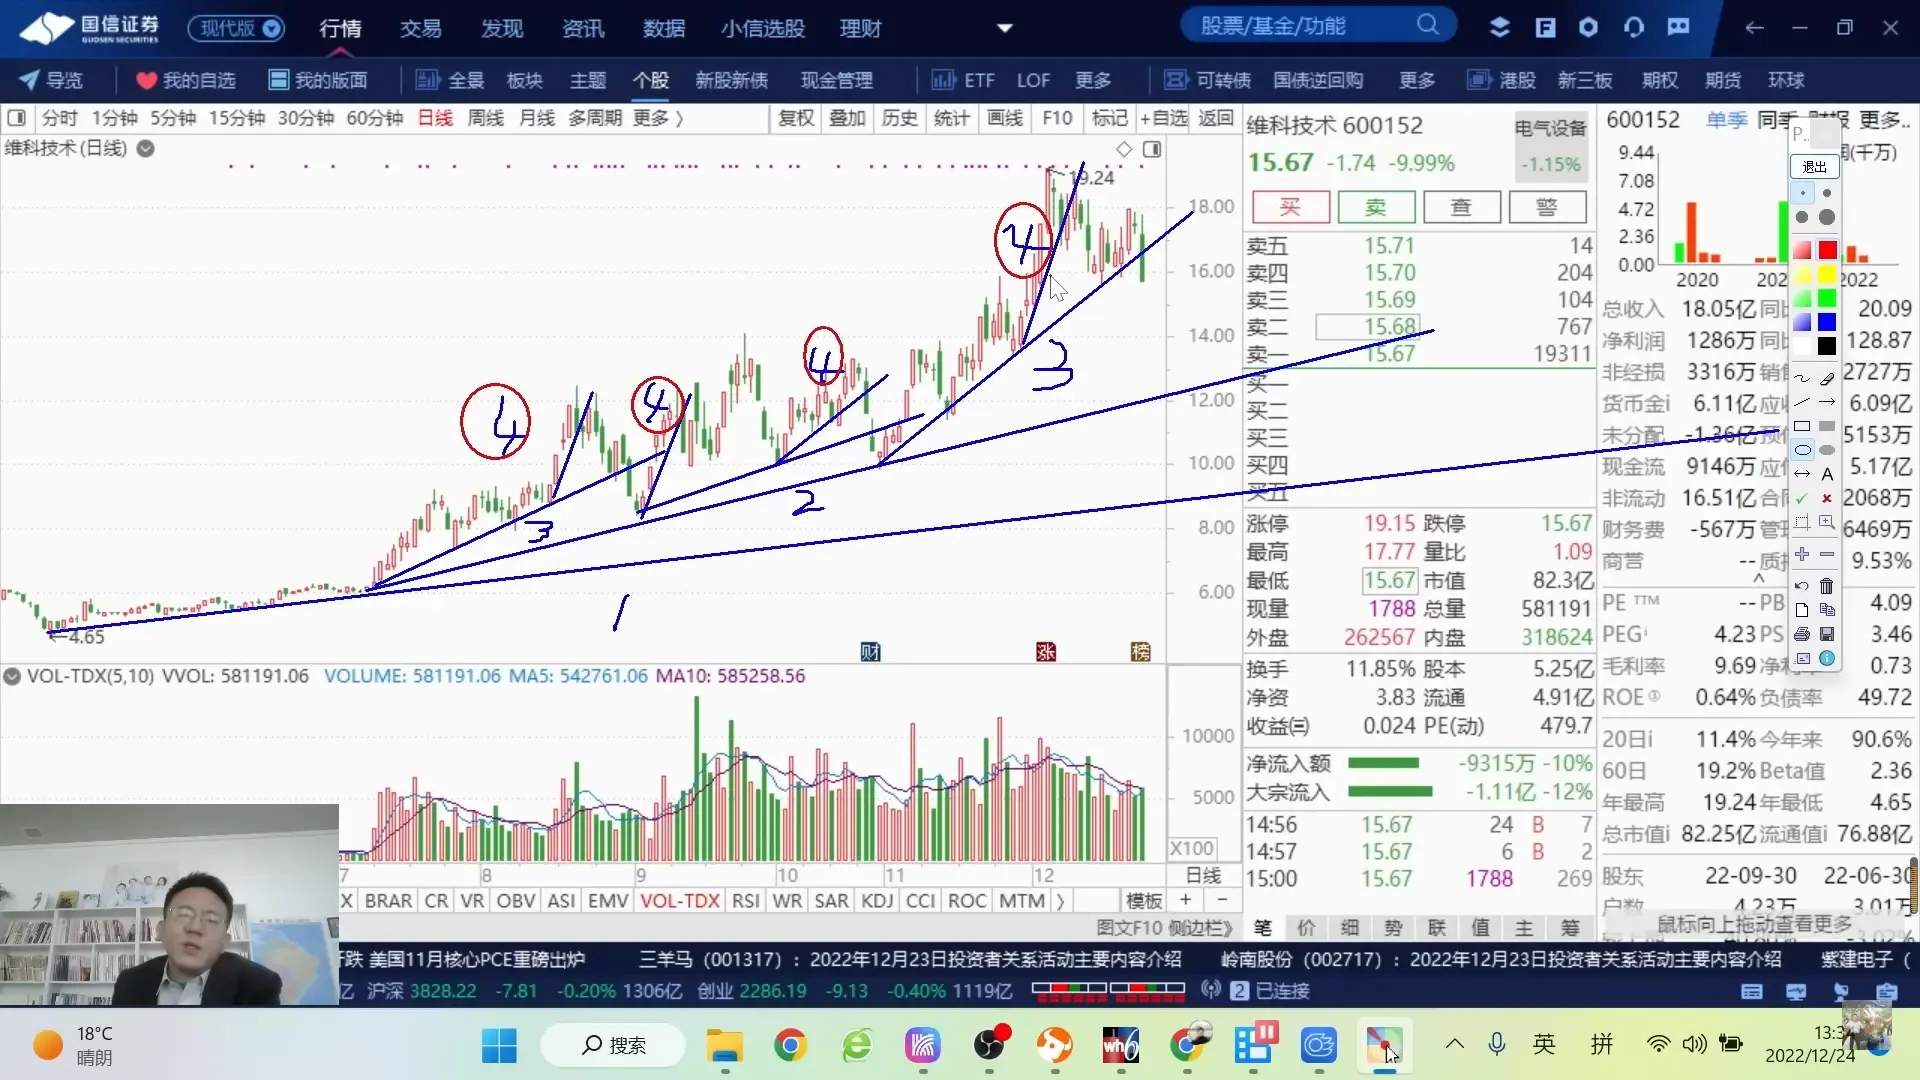 国信证券 现代版 行情 交易 发现 资讯 数据 小信选股 理财 股票/基金/功能
GUOSEN SECURITIES
导览 我的自选 我的版面 全景 板块 主题 个股 新股新债 现金管理 ETF LOF 更多 可转债 国债逆回购 更多 港股 新三板 期权 期货 环球
分时 1分钟 5分钟 15分钟 30分钟 60分钟 日线 周线 月线 多周期 更多 复权 叠加 历史 统计 画线 F10 标记 +自选 返回
维科技术(日线)
19.24
18.00
16.00
14.00
12.00
10.00
8.00
6.00
4 4 4 4
3
3
2
1
4.65
财 涨 榜
VOL-TDX(5,10) VVOL: 581191.06 VOLUME: 581191.06 MA5: 542761.06 MA10: 585258.56
10000
5000
X100
7 8 9 10 11 12 日线
X BRAR CR VR OBV ASI EMV VOL-TDX RSI WR SAR KDJ CCI ROC MTM 模板 + −
图文F10 侧边栏
维科技术 600152
15.67 -1.74 -9.99%
电气设备
-1.15%
买 卖 查 警
卖五 15.71 14
卖四 15.70 204
卖三 15.69 104
卖二 15.68 767
卖一 15.67 19311
买一
买二
买三
买四
买五
涨停 19.15 跌停 15.67
最高 17.77 量比 1.09
最低 15.67 市值 82.3亿
现量 1788 总量 581191
外盘 262567 内盘 318624
换手 11.85% 股本 5.25亿
净资 3.83 流通 4.91亿
收益㈢ 0.024 PE(动) 479.7
净流入额 -9315万 -10%
大宗流入 -1.11亿 -12%
14:56 15.67 24 B 7
14:57 15.67 6 B 2
15:00 15.67 1788 269
笔 价 细 势 联 值 主 筹
600152 单季 更多..
9.44
7.08
4.72
2.36
0.00
2020 2022
(千万)
退出
总收入 18.05亿 20.09
净利润 1286万 128.87
非经损 3316万 2727万
货币金i 6.11亿 6.09亿
未分配 -1.36亿 5153万
现金流 9146万 5.17亿
非流动 16.51亿 2068万
财务费 -567万 6469万
商营 -- 9.53%
PE TTM -- PB 4.09
PEG 4.23 PS 3.46
毛利率 9.69 0.73
ROE 0.64% 负债率 49.72
20日i 11.4% 今年来 90.6%
60日 19.2% Beta值 2.36
年最高 19.24 年最低 4.65
总市值i 82.25亿 流通值i 76.88亿
股东 22-09-30 22-06-30
户数 4.23万 3.01万
鼠标向上拖动查看更多
美国11月核心PCE重磅出炉 三羊马（001317）：2022年12月23日投资者关系活动主要内容介绍 岭南股份（002717）：2022年12月23日投资者关系活动主要内容介绍 紫建电子（
亿 沪深 3828.22 -7.81 -0.20% 1306亿 创业 2286.19 -9.13 -0.40% 1119亿 2 已连接
18°C
晴朗
搜索
wh6
英 拼
2022/12/24